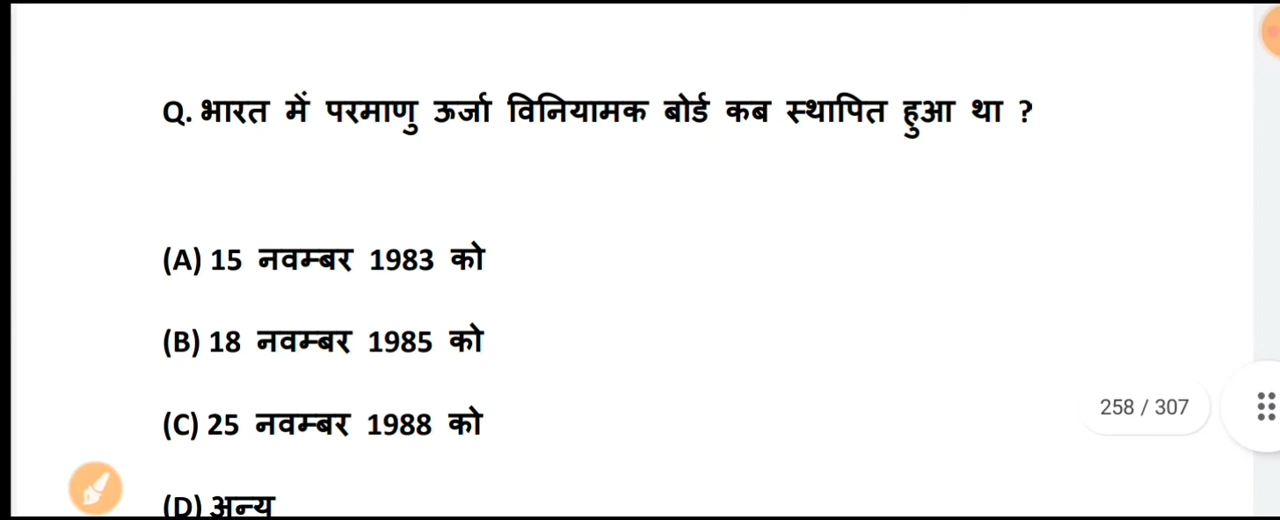 Q. भारत में परमाणु ऊर्जा विनियामक बोर्ड कब स्थापित हुआ था ?
(A) 15 नवम्बर 1983 को
(B) 18 नवम्बर 1985 को
(C) 25 नवम्बर 1988 को
258 / 307
(D) अन्य